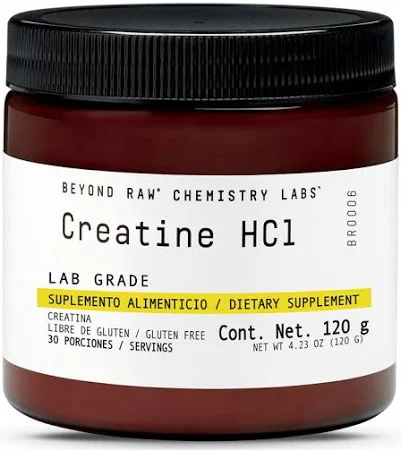 BEYOND RAW® CHEMISTRY LABS™
Creatine HCl
BR0006
LAB GRADE
SUPLEMENTO ALIMENTICIO / DIETARY SUPPLEMENT
CREATINA
LIBRE DE GLUTEN / GLUTEN FREE
30 PORCIONES / SERVINGS
Cont. Net. 120 g
NET WT 4.23 OZ (120 G)